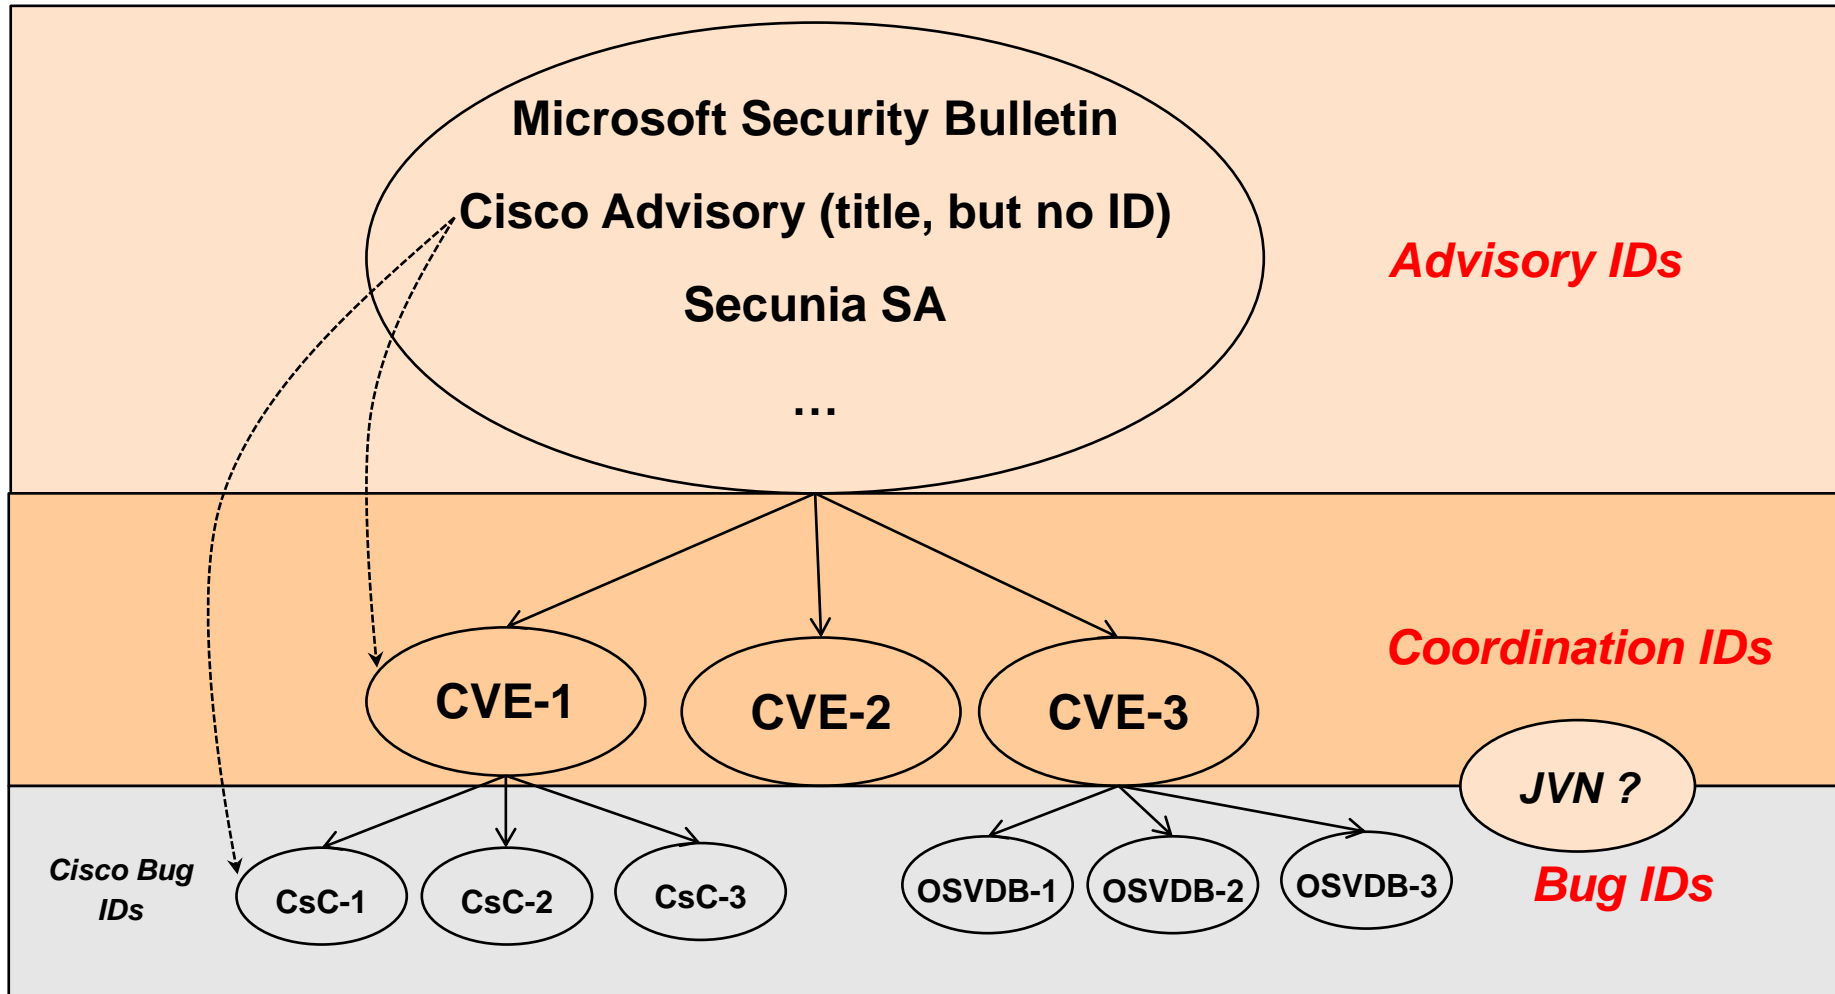 Microsoft Security Bulletin
Cisco Advisory (title, but no ID)
Secunia SA
…
Advisory IDs
Coordination IDs
CVE-1
CVE-2
CVE-3
JVN ?
Cisco Bug
IDs
CsC-1
CsC-2
CsC-3
OSVDB-1
OSVDB-2
OSVDB-3
Bug IDs